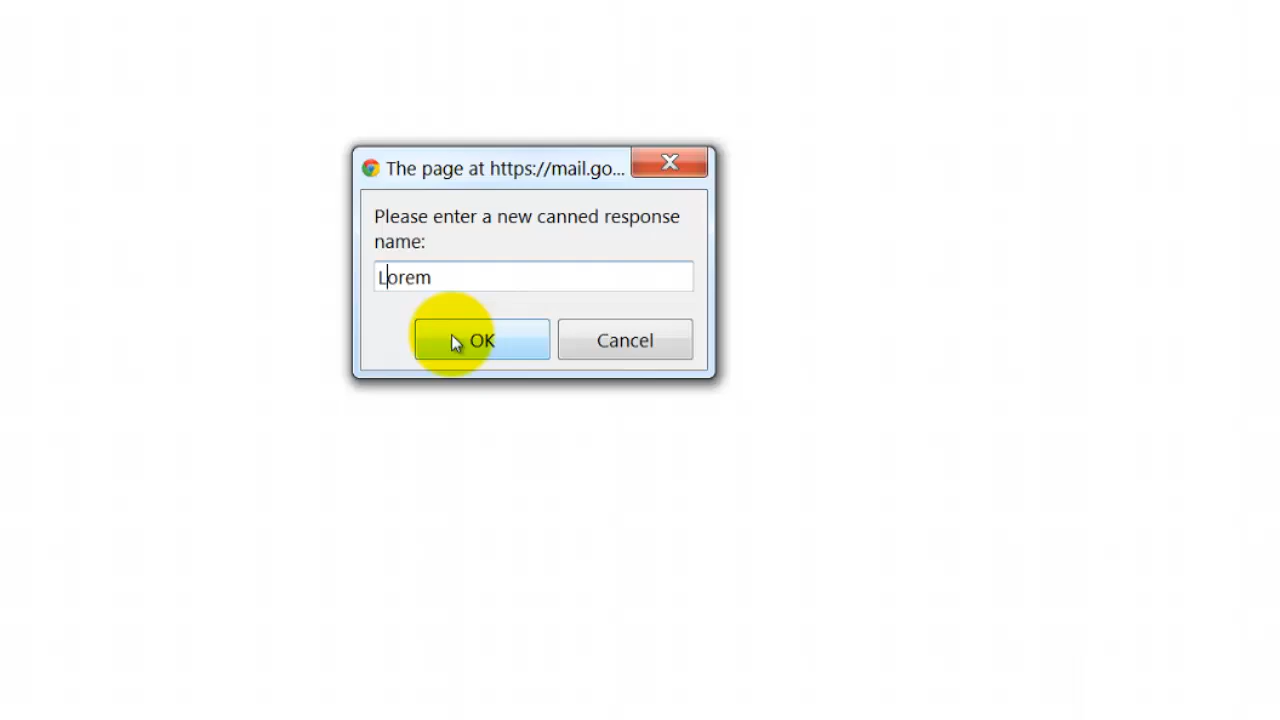 The page at https://mail.go...
Please enter a new canned response
name:
Lorem
OK Cancel